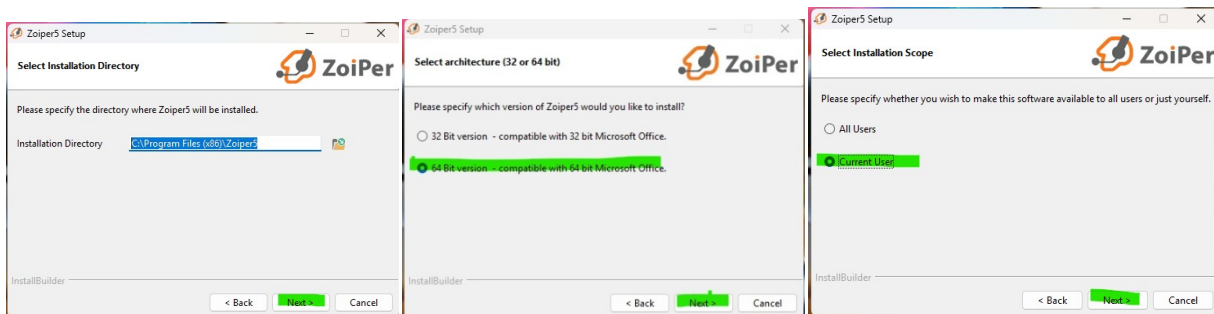 Zoiper5 Setup
Select Installation Directory
ZoiPer
Please specify the directory where Zoiper5 will be installed.
Installation Directory C:\Program Files (x86)\Zoiper5
InstallBuilder
< Back Next > Cancel
Zoiper5 Setup
Select architecture (32 or 64 bit)
ZoiPer
Please specify which version of Zoiper5 would you like to install?
32 Bit version - compatible with 32 bit Microsoft Office.
64 Bit version - compatible with 64 bit Microsoft Office.
InstallBuilder
< Back Next > Cancel
Zoiper5 Setup
Select Installation Scope
ZoiPer
Please specify whether you wish to make this software available to all users or just yourself.
All Users
Current User
InstallBuilder
< Back Next > Cancel